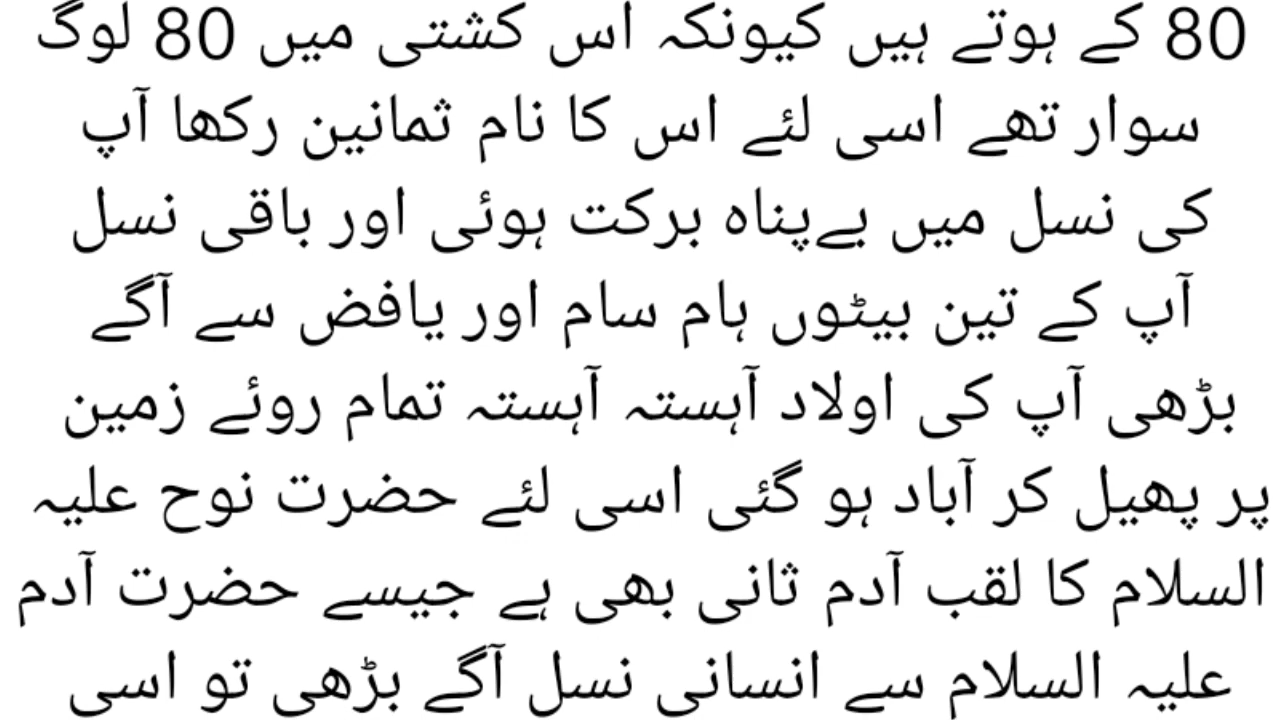 80 کے ہوتے ہیں کیونکہ اس کشتی میں 80 لوگ
سوار تھے اسی لئے اس کا نام ثمانین رکھا آپ
کی نسل میں بےپناہ برکت ہوئی اور باقی نسل
آپ کے تین بیٹوں ہام سام اور یافض سے آگے
بڑھی آپ کی اولاد آہستہ آہستہ تمام روئے زمین
پر پھیل کر آباد ہو گئی اسی لئے حضرت نوح علیہ
السلام کا لقب آدم ثانی بھی ہے جیسے حضرت آدم
علیہ السلام سے انسانی نسل آگے بڑھی تو اسی